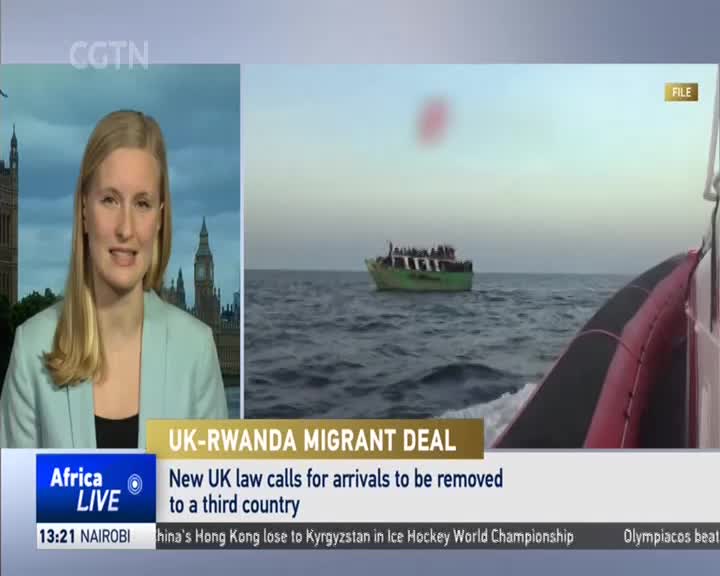 CGTN
FILE
UK-RWANDA MIGRANT DEAL
New UK law calls for arrivals to be removed
to a third country
Africa
LIVE
13:21 NAIROBI
China's Hong Kong lose to Kyrgyzstan in Ice Hockey World Championship
Olympiacos beat